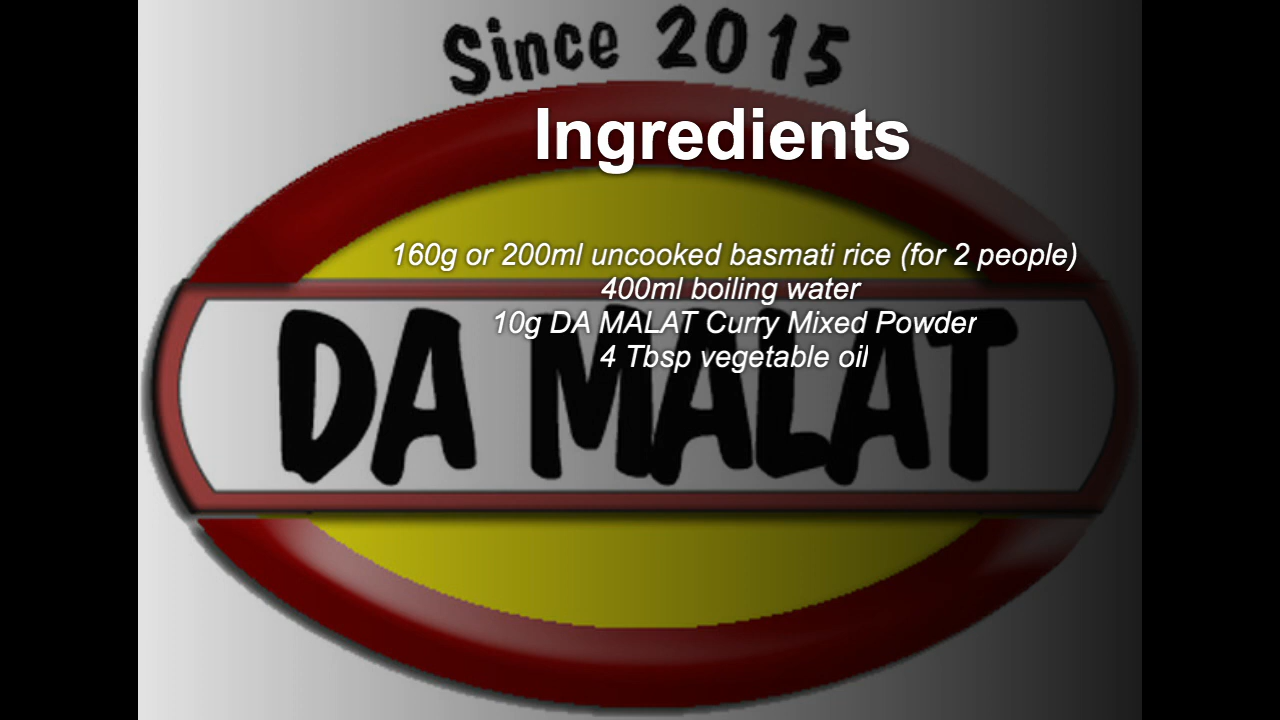 Since 2015
Ingredients
160g or 200ml uncooked basmati rice (for 2 people)
400ml boiling water
10g DA MALAT Curry Mixed Powder
4 Tbsp vegetable oil
DA MALAT